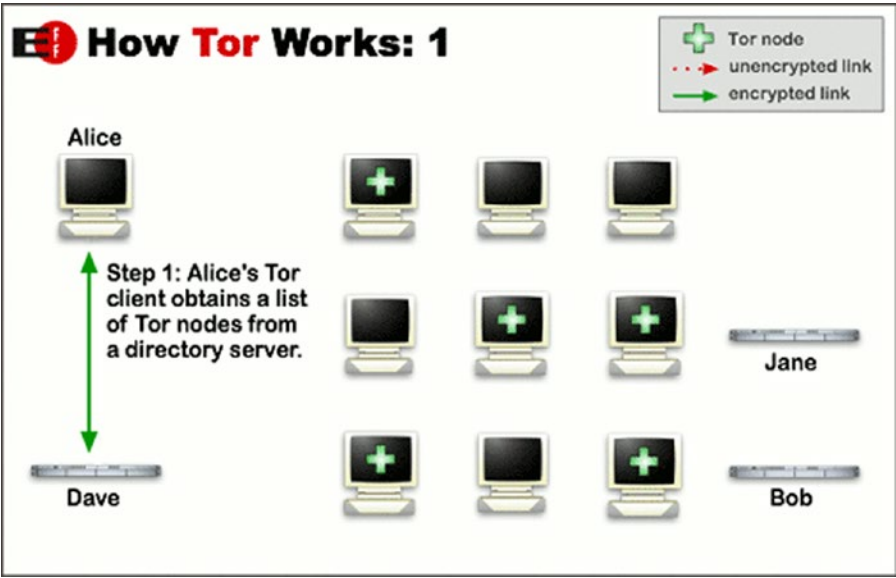 EFF How Tor Works: 1
Tor node
unencrypted link
encrypted link
Alice
Step 1: Alice's Tor
client obtains a list
of Tor nodes from
a directory server.
Jane
Dave
Bob